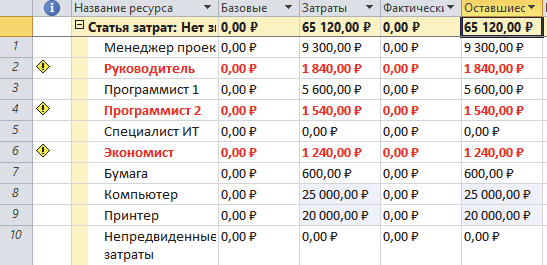 Название ресурса Базовые Затраты Фактически Оставшиес
Статья затрат: Нет з 0,00 ₽ 65 120,00 ₽ 0,00 ₽ 65 120,00 ₽
1 Менеджер проек 0,00 ₽ 9 300,00 ₽ 0,00 ₽ 9 300,00 ₽
2 Руководитель 0,00 ₽ 1 840,00 ₽ 0,00 ₽ 1 840,00 ₽
3 Программист 1 0,00 ₽ 5 600,00 ₽ 0,00 ₽ 5 600,00 ₽
4 Программист 2 0,00 ₽ 1 540,00 ₽ 0,00 ₽ 1 540,00 ₽
5 Специалист ИТ 0,00 ₽ 0,00 ₽ 0,00 ₽ 0,00 ₽
6 Экономист 0,00 ₽ 1 240,00 ₽ 0,00 ₽ 1 240,00 ₽
7 Бумага 0,00 ₽ 600,00 ₽ 0,00 ₽ 600,00 ₽
8 Компьютер 0,00 ₽ 25 000,00 ₽ 0,00 ₽ 25 000,00 ₽
9 Принтер 0,00 ₽ 20 000,00 ₽ 0,00 ₽ 20 000,00 ₽
10 Непредвиденные 0,00 ₽ 0,00 ₽ 0,00 ₽ 0,00 ₽
затраты